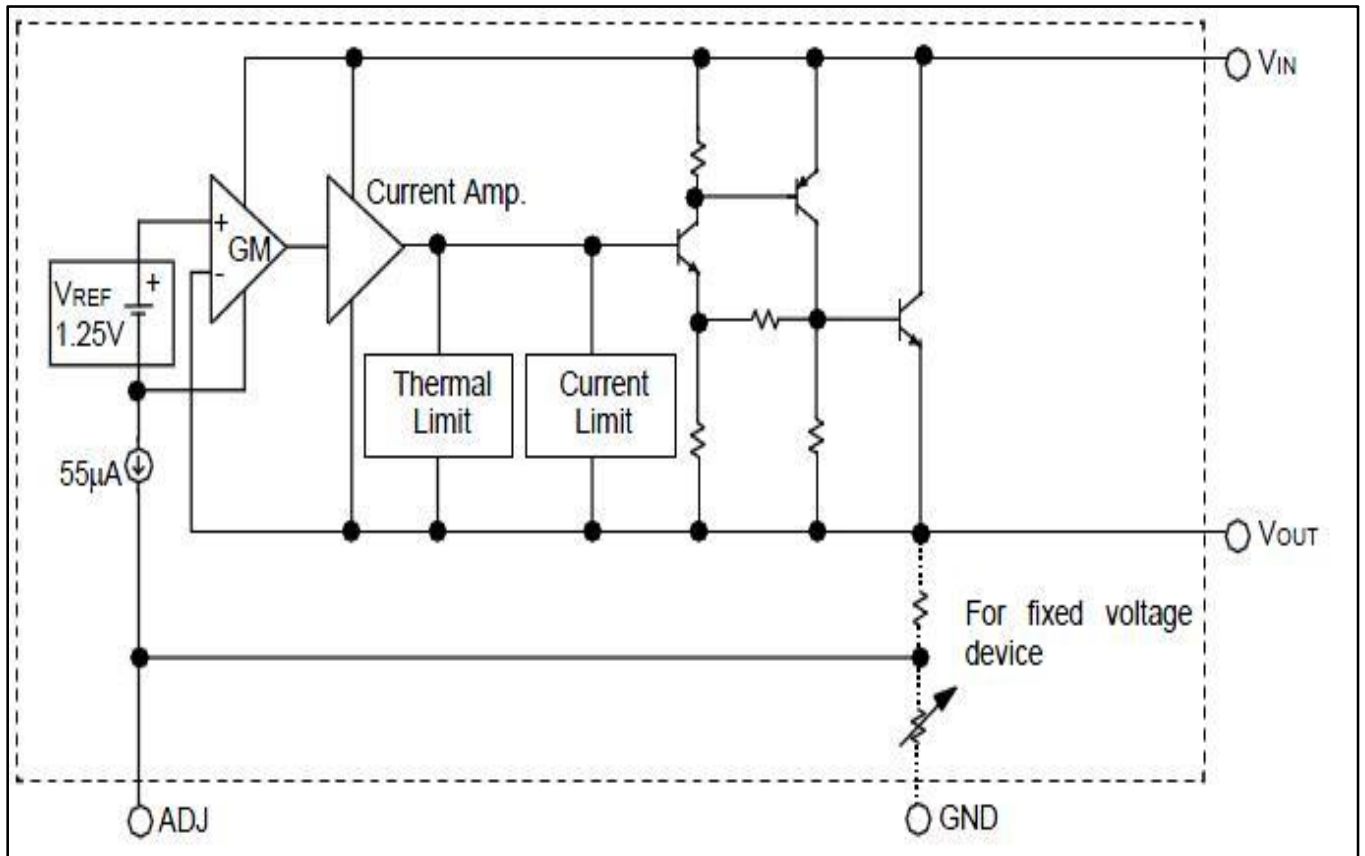 VIN
Current Amp.
+
GM
-
VREF
+
1.25V
Thermal
Limit
Current
Limit
55µA
VOUT
For fixed voltage
device
ADJ
GND